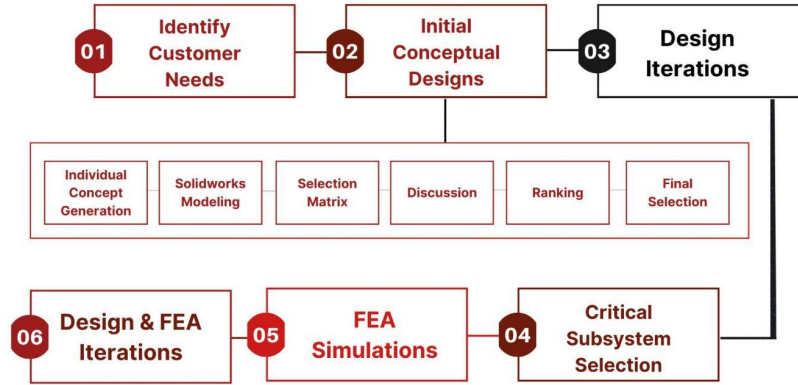 01
Identify
Customer
Needs
02
Initial
Conceptual
Designs
03
Design
Iterations
Individual
Concept
Generation
Solidworks
Modeling
Selection
Matrix
Discussion
Ranking
Final
Selection
06
Design & FEA
Iterations
05
FEA
Simulations
04
Critical
Subsystem
Selection